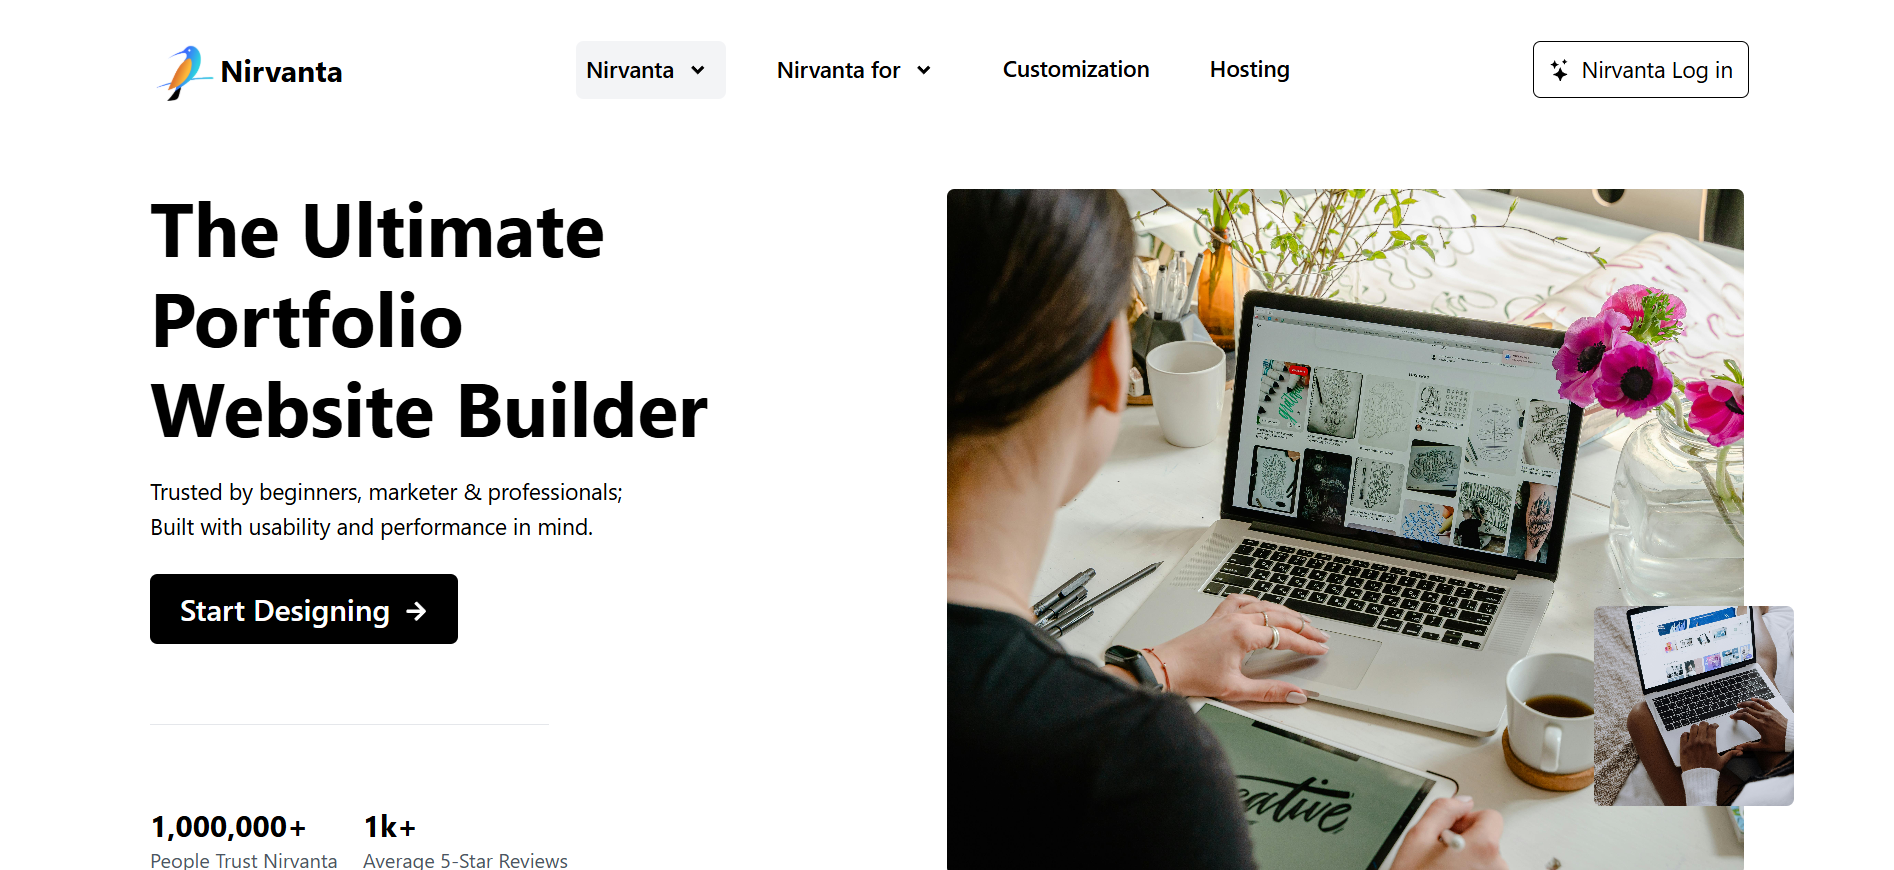 Nirvanta
Nirvanta
Nirvanta for
Customization
Hosting
Nirvanta Log in
The Ultimate
Portfolio
Website Builder
Trusted by beginners, marketer & professionals;
Built with usability and performance in mind.
Start Designing
1,000,000+
People Trust Nirvanta
1k+
Average 5-Star Reviews